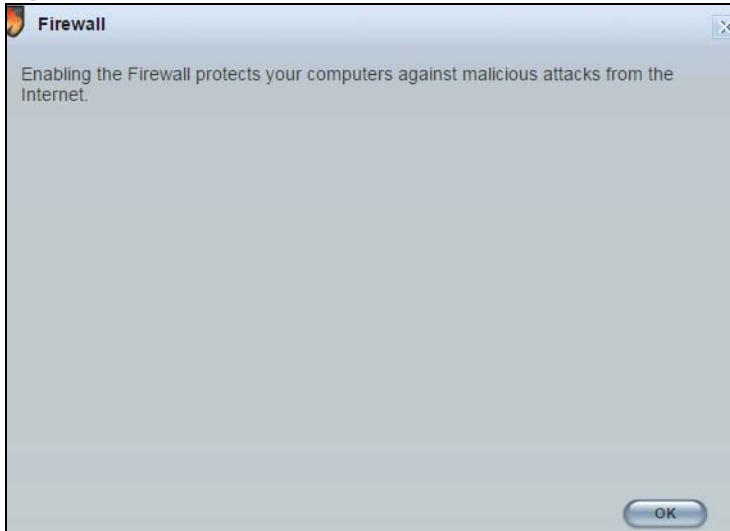 Firewall
Enabling the Firewall protects your computers against malicious attacks from the
Internet.
OK